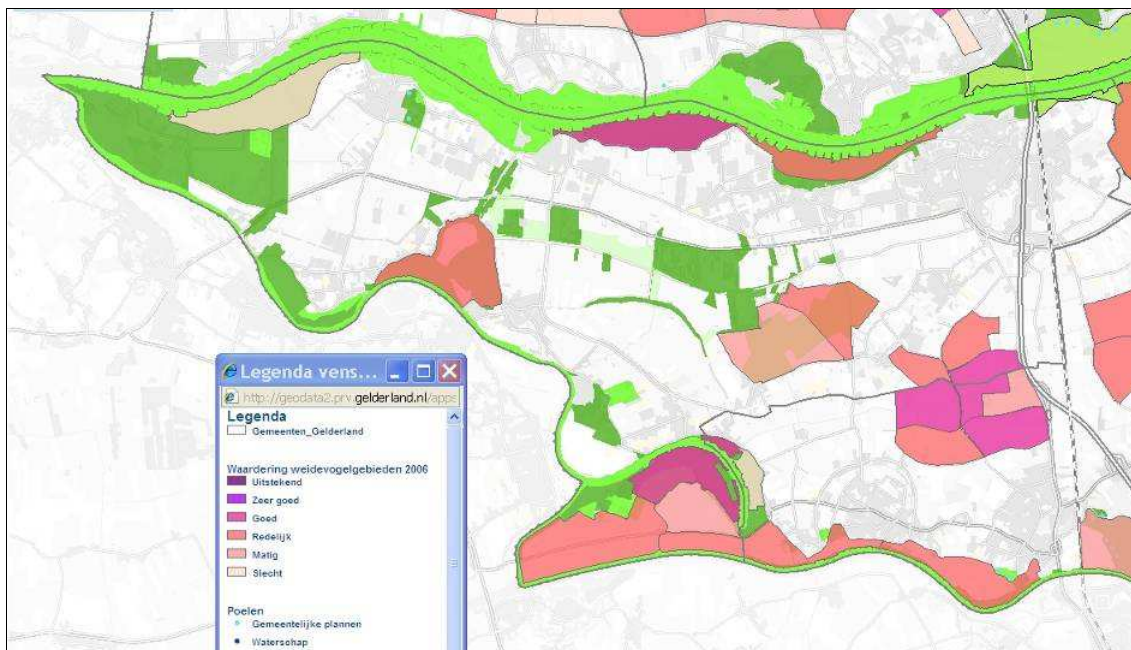 Legenda vens...
http://geodata2.prv.gelderland.nl/apps
Legenda
Gemeenten_Gelderland
Waardering weidevogelgebieden 2006
Uitstekend
Zeer goed
Goed
Redelijk
Matig
Slecht
Poelen
Gemeentelijke plannen
Waterschap